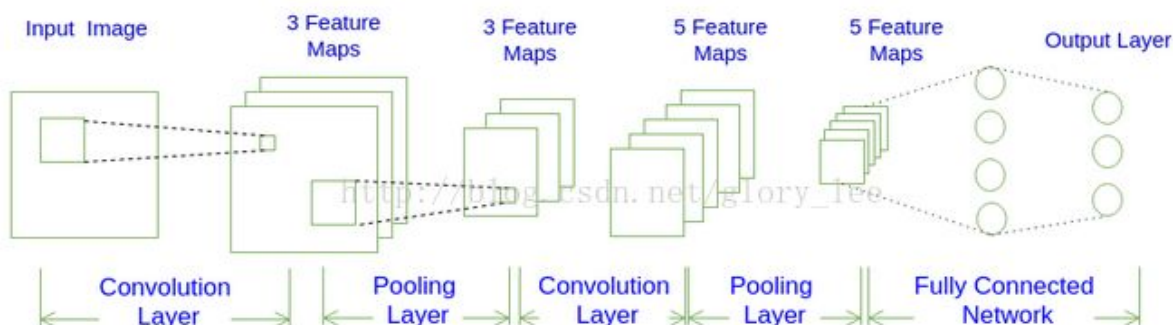 Input Image
3 Feature
Maps
3 Feature
Maps
5 Feature
Maps
5 Feature
Maps
Output Layer
http://blog.csdn.net/glory_lee
Convolution
Layer
Pooling
Layer
Convolution
Layer
Pooling
Layer
Fully Connected
Network